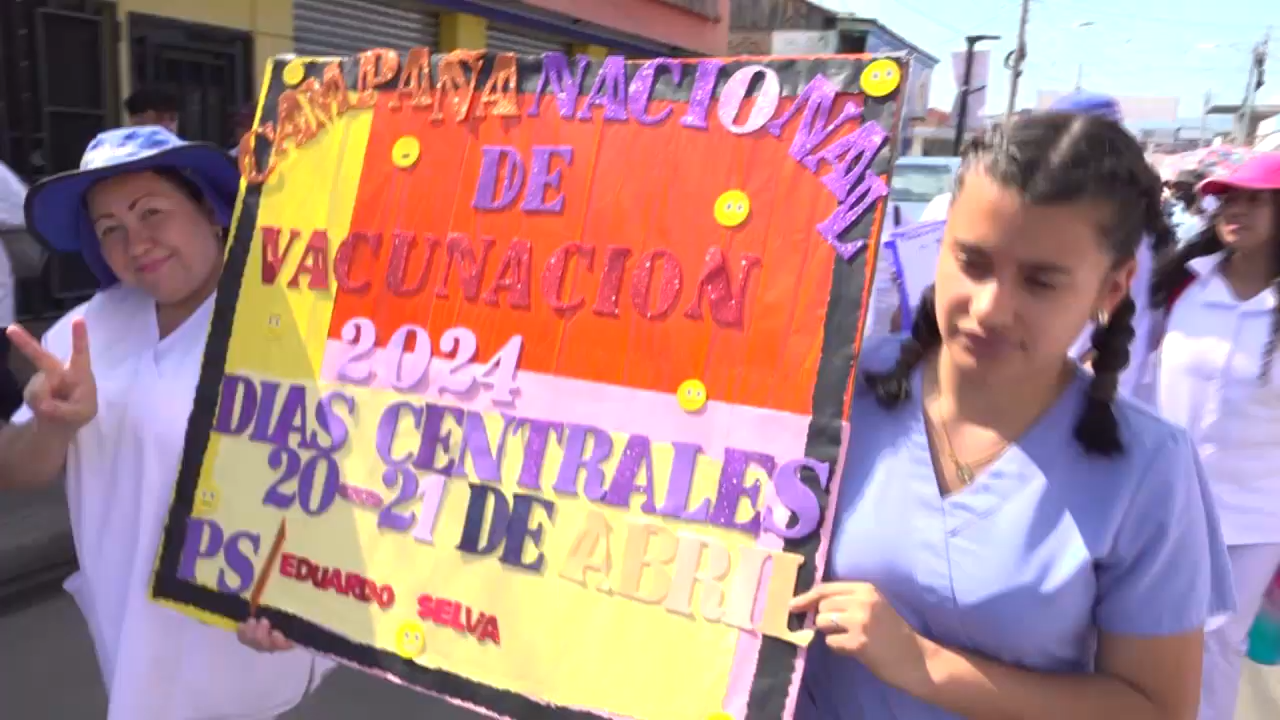 CAMPAÑA NACIONAL
DE
VACUNACION
2024
DIAS CENTRALES
20-21 DE ABRIL
PS/EDUARDO SELVA